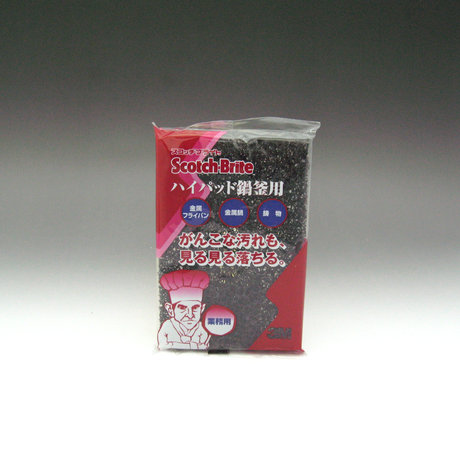 スコッチ・ブライト
Scotch-Brite
ハイパッド鍋釜用
金属
フライパン
金属鍋
鋳物
がんこな汚れも、
見る見る落ちる。
業務用